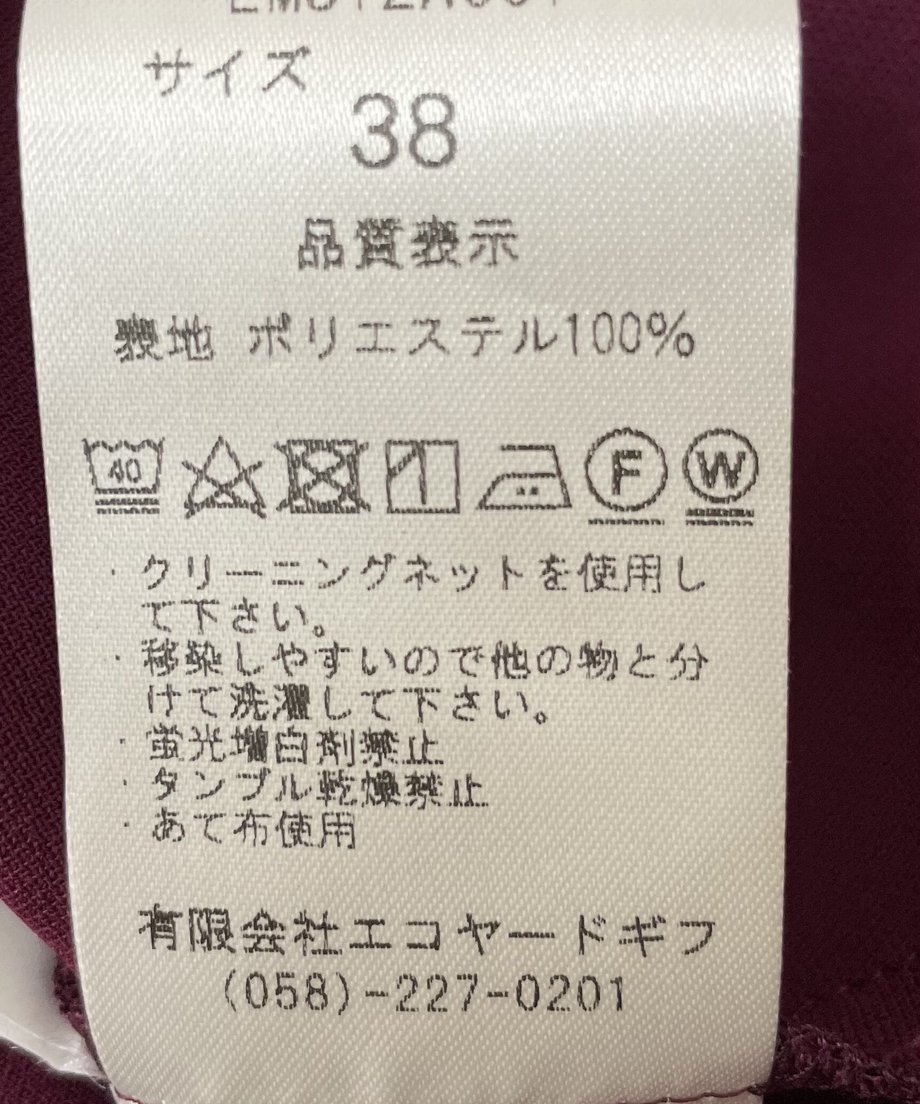 サイズ
38
品質表示
表地 ポリエステル100%
40 F W
・クリーニングネットを使用し
て下さい。
・移染しやすいので他の物と分
けて洗濯して下さい。
・蛍光増白剤禁止
・タンブル乾燥禁止
・あて布使用
有限会社エコヤードギフ
(058)-227-0201